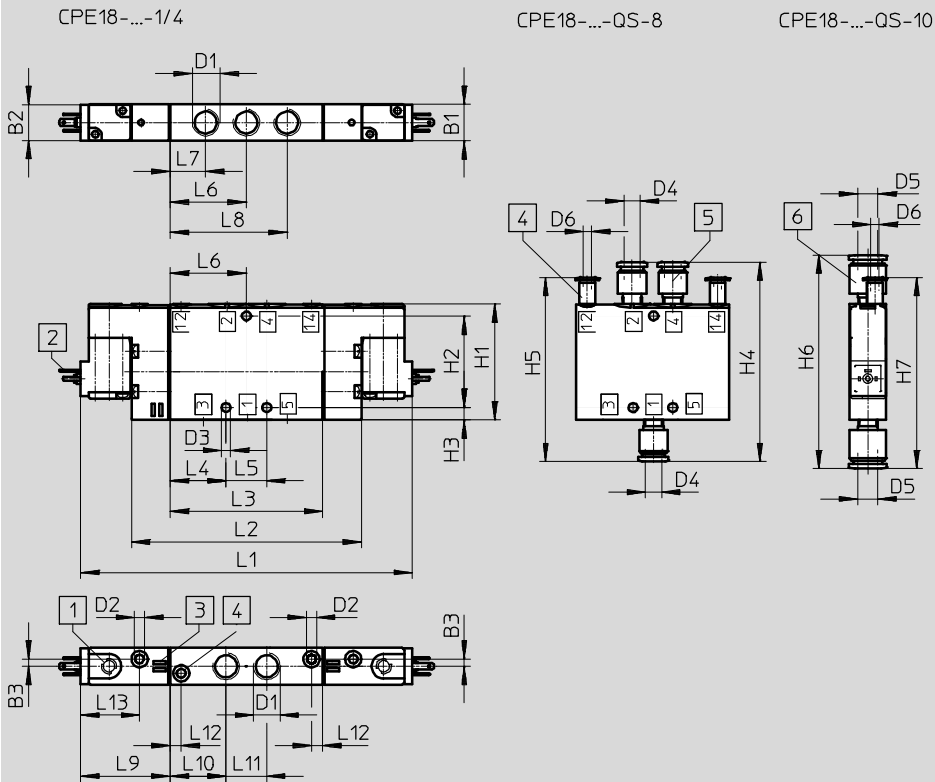 CPE18-...-1/4
CPE18-...-QS-8
CPE18-...-QS-10
D1
B2
B1
L7
L6
L8
D4
D5
4
D6
5
6
D6
L6
12
2
4
14
2
H2
H1
3
1
5
H3
D3
L4
L5
L3
L2
L1
12
2
4
14
H5
H4
3
1
5
D4
H6
H7
D5
1
D2
3
4
D2
B3
B3
L13
D1
L12
L12
L9
L10
L11